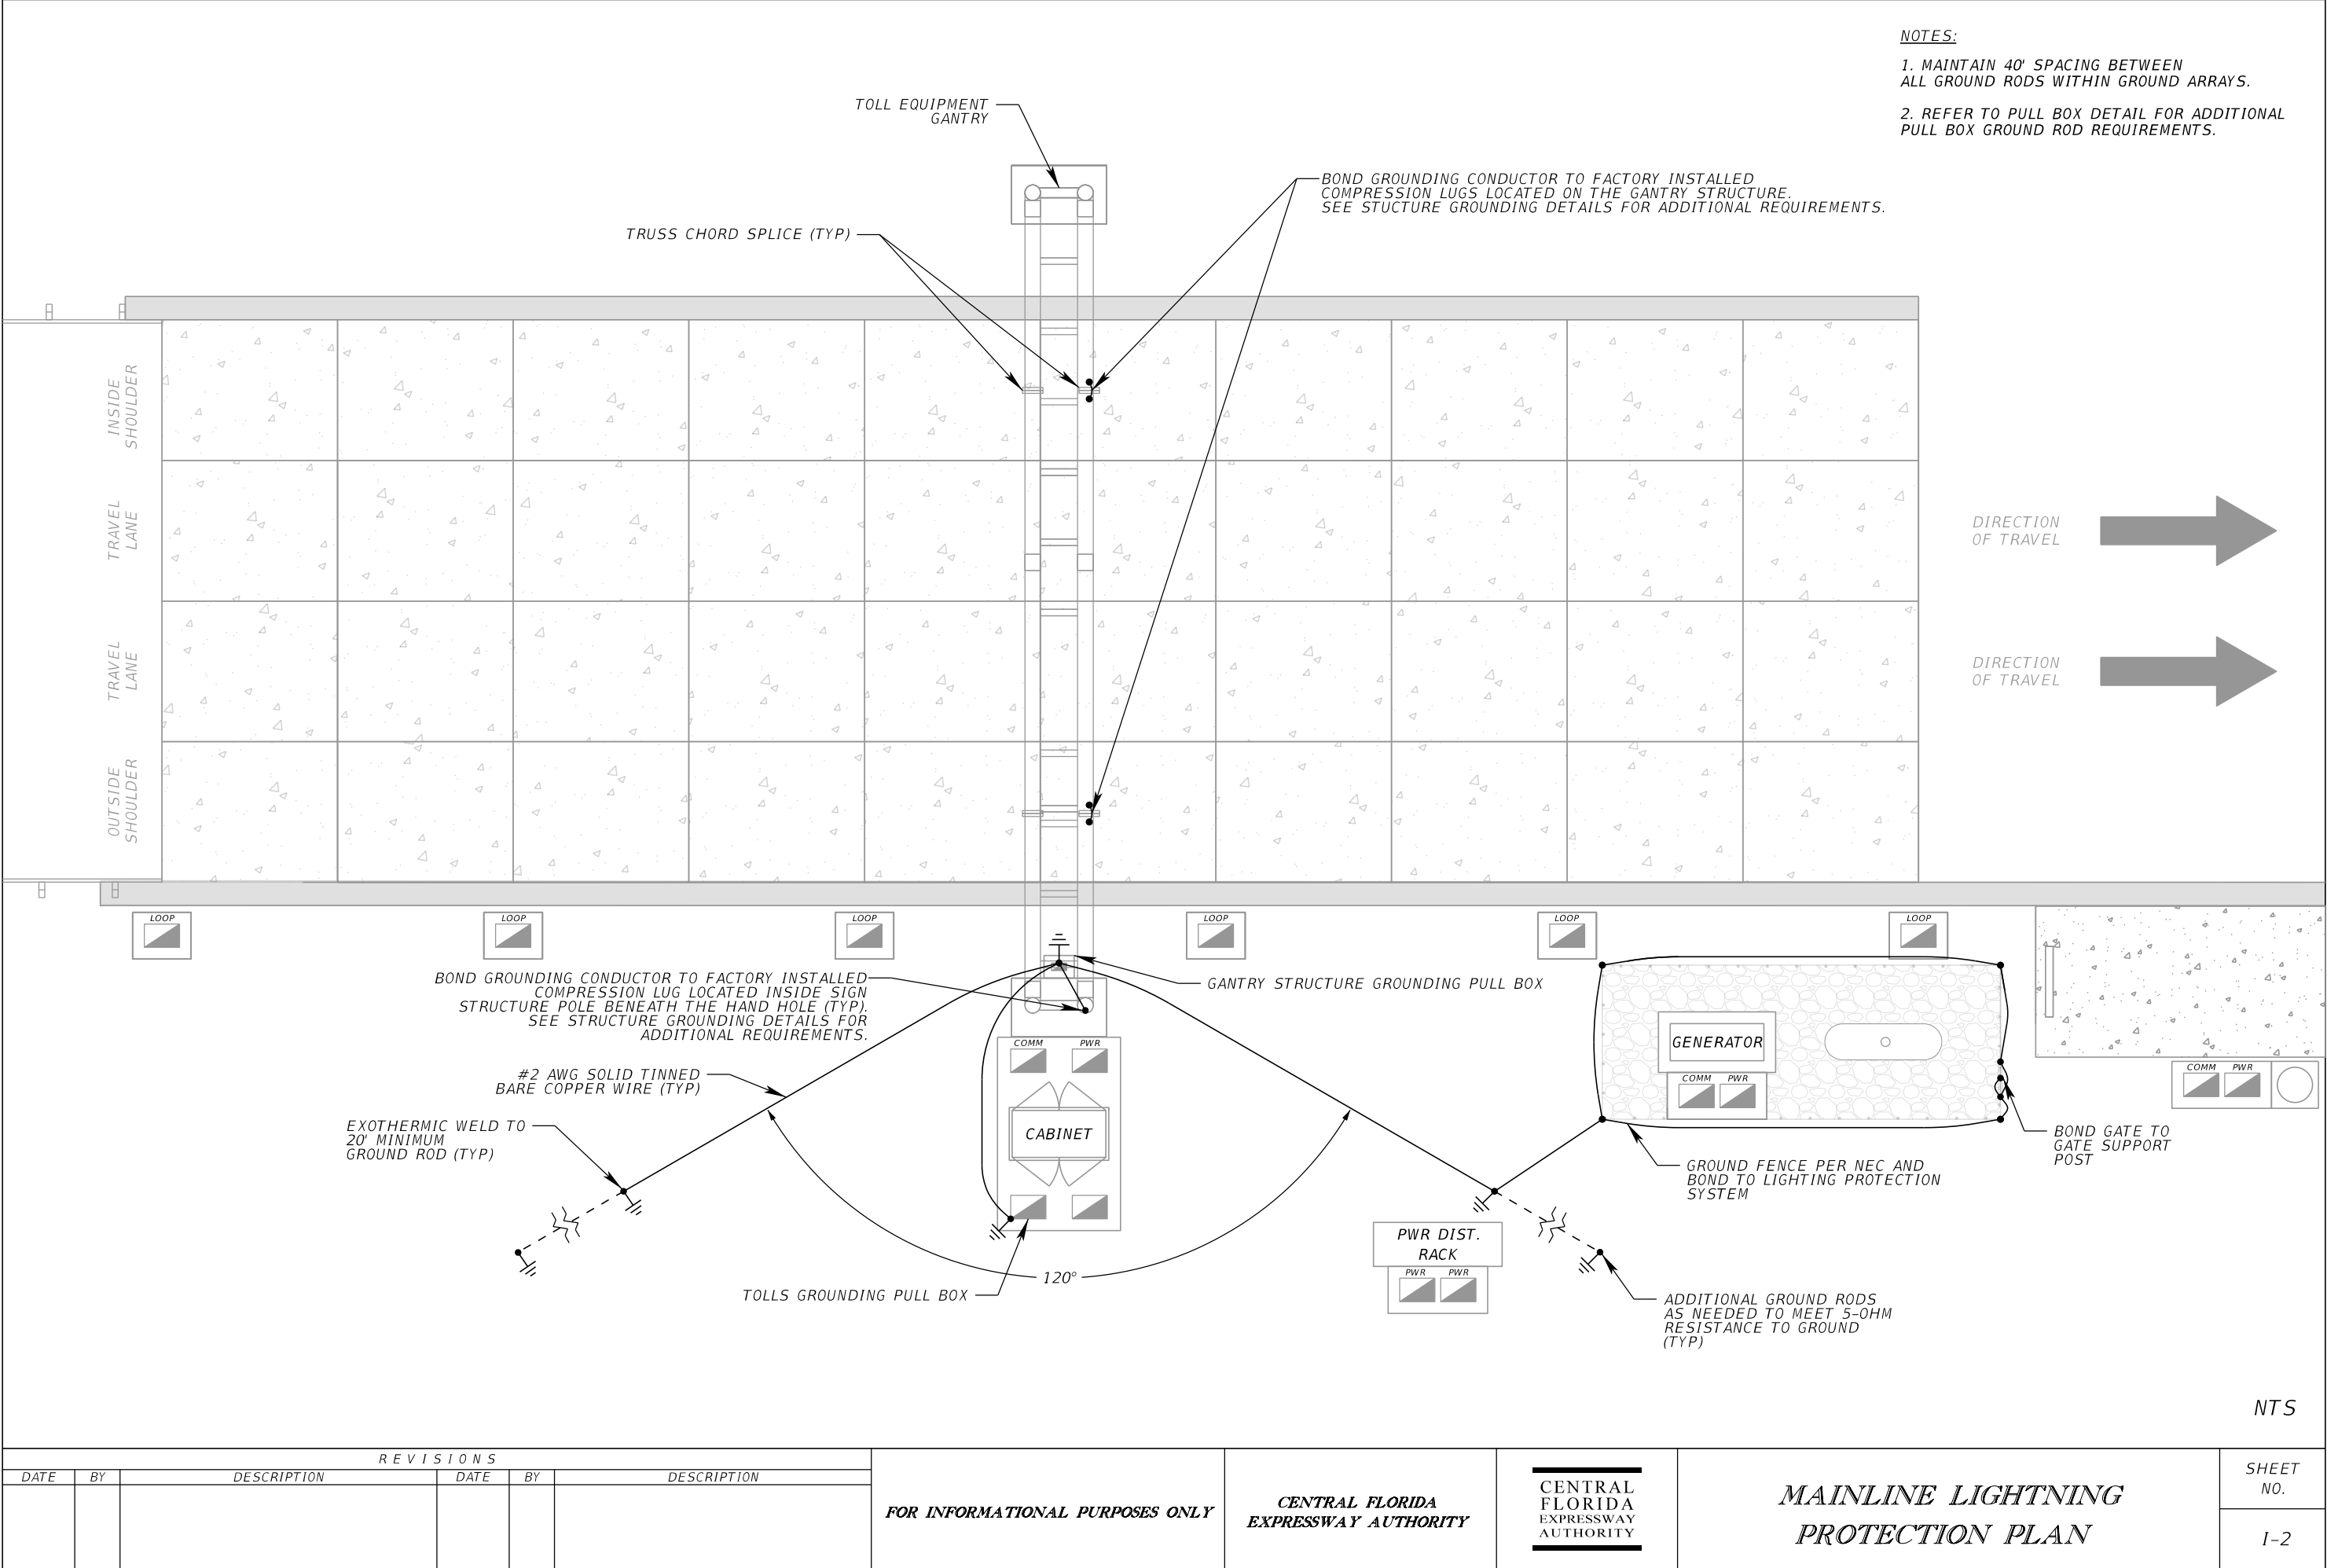 NOTES:
1. MAINTAIN 40' SPACING BETWEEN
ALL GROUND RODS WITHIN GROUND ARRAYS.
2. REFER TO PULL BOX DETAIL FOR ADDITIONAL
PULL BOX GROUND ROD REQUIREMENTS.
TOLL EQUIPMENT
GANTRY
BOND GROUNDING CONDUCTOR TO FACTORY INSTALLED
COMPRESSION LUGS LOCATED ON THE GANTRY STRUCTURE.
SEE STUCTURE GROUNDING DETAILS FOR ADDITIONAL REQUIREMENTS.
TRUSS CHORD SPLICE (TYP)
INSIDE
SHOULDER
TRAVEL
LANE
TRAVEL
LANE
OUTSIDE
SHOULDER
DIRECTION
OF TRAVEL
DIRECTION
OF TRAVEL
LOOP
LOOP
LOOP
LOOP
LOOP
LOOP
BOND GROUNDING CONDUCTOR TO FACTORY INSTALLED
COMPRESSION LUG LOCATED INSIDE SIGN
STRUCTURE POLE BENEATH THE HAND HOLE (TYP).
SEE STRUCTURE GROUNDING DETAILS FOR
ADDITIONAL REQUIREMENTS.
GANTRY STRUCTURE GROUNDING PULL BOX
#2 AWG SOLID TINNED
BARE COPPER WIRE (TYP)
EXOTHERMIC WELD TO
20' MINIMUM
GROUND ROD (TYP)
COMM PWR
CABINET
GENERATOR
COMM PWR
COMM PWR
BOND GATE TO
GATE SUPPORT
POST
GROUND FENCE PER NEC AND
BOND TO LIGHTING PROTECTION
SYSTEM
PWR DIST.
RACK
PWR PWR
120°
TOLLS GROUNDING PULL BOX
ADDITIONAL GROUND RODS
AS NEEDED TO MEET 5-OHM
RESISTANCE TO GROUND
(TYP)
NTS
REVISIONS
DATE BY DESCRIPTION DATE BY DESCRIPTION
FOR INFORMATIONAL PURPOSES ONLY
CENTRAL FLORIDA
EXPRESSWAY AUTHORITY
CENTRAL
FLORIDA
EXPRESSWAY
AUTHORITY
MAINLINE LIGHTNING
PROTECTION PLAN
SHEET
NO.
I-2